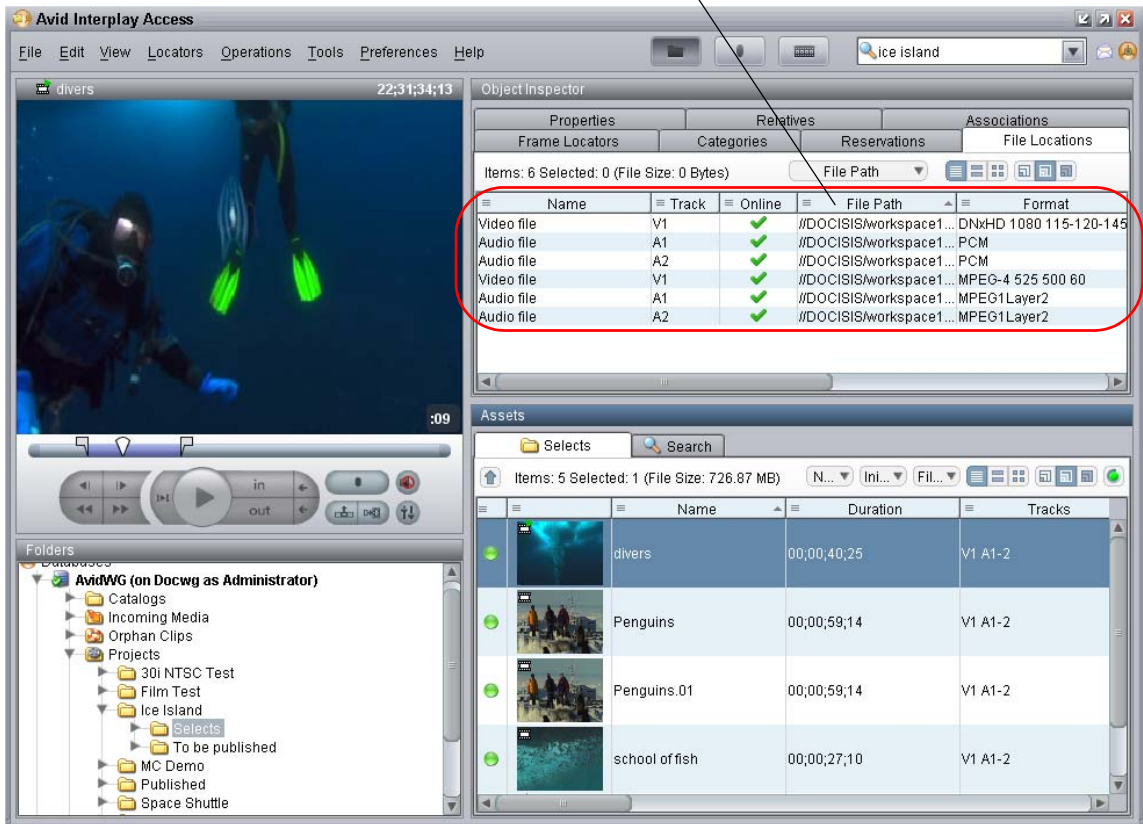 Avid Interplay Access
File Edit View Locators Operations Tools Preferences Help
ice island
divers 22;31;34;13
:09
in
out
Object Inspector
Properties Relatives Associations
Frame Locators Categories Reservations File Locations
Items: 6 Selected: 0 (File Size: 0 Bytes) File Path
Name Track Online File Path Format
Video file V1 //DOCISIS/workspace1... DNxHD 1080 115-120-145
Audio file A1 //DOCISIS/workspace1... PCM
Audio file A2 //DOCISIS/workspace1... PCM
Video file V1 //DOCISIS/workspace1... MPEG-4 525 500 60
Audio file A1 //DOCISIS/workspace1... MPEG1Layer2
Audio file A2 //DOCISIS/workspace1... MPEG1Layer2
Assets
Selects Search
Items: 5 Selected: 1 (File Size: 726.87 MB) N... Ini... Fil...
Name Duration Tracks
divers 00;00;40;25 V1 A1-2
Penguins 00;00;59;14 V1 A1-2
Penguins.01 00;00;59;14 V1 A1-2
school of fish 00;00;27;10 V1 A1-2
Folders
Databases
AvidWG (on Docwg as Administrator)
Catalogs
Incoming Media
Orphan Clips
Projects
30i NTSC Test
Film Test
Ice Island
Selects
To be published
MC Demo
Published
Space Shuttle